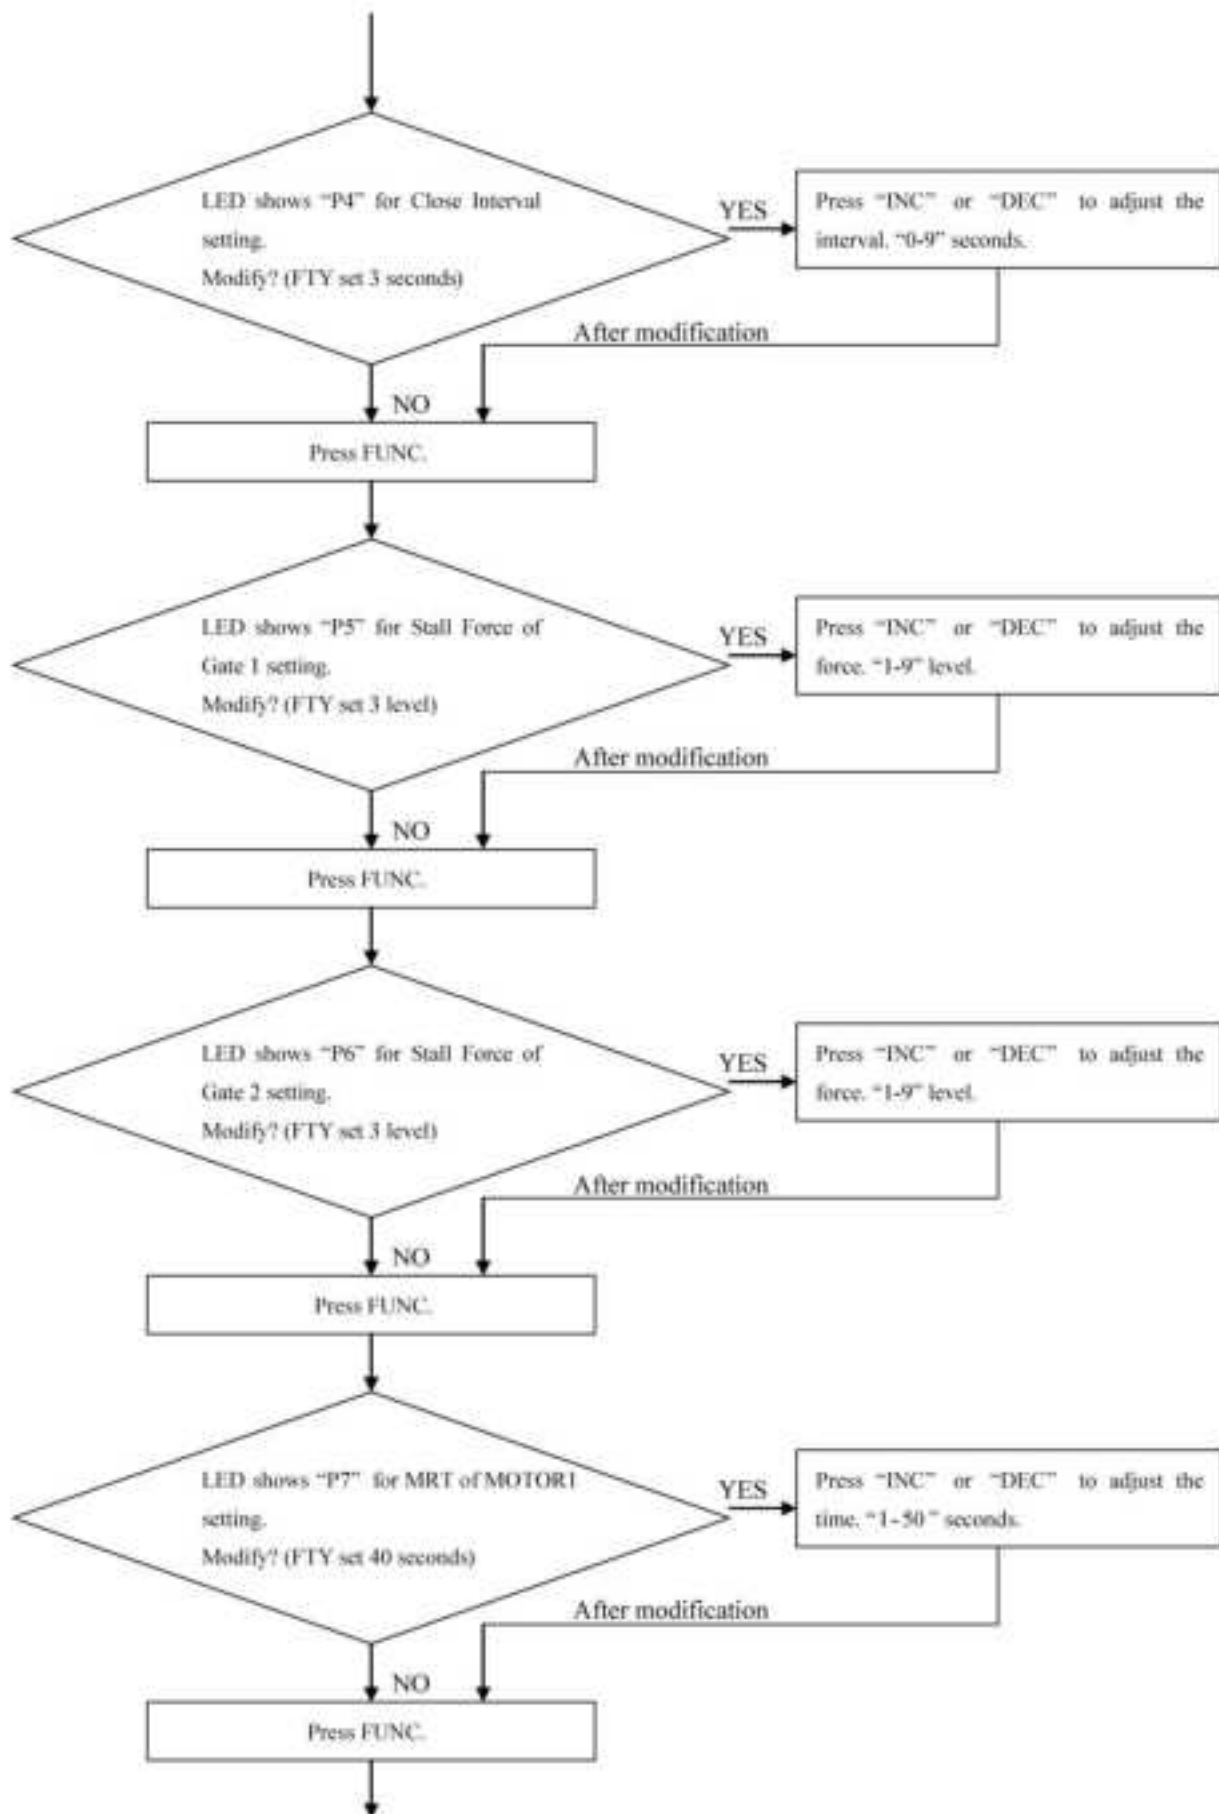 LED shows “P4” for Close Interval
setting.
Modify? (FTY set 3 seconds)
YES
Press “INC” or “DEC” to adjust the
interval. “0-9” seconds.
After modification
NO
Press FUNC.
LED shows “P5” for Stall Force of
Gate 1 setting.
Modify? (FTY set 3 level)
YES
Press “INC” or “DEC” to adjust the
force. “1-9” level.
After modification
NO
Press FUNC.
LED shows “P6” for Stall Force of
Gate 2 setting.
Modify? (FTY set 3 level)
YES
Press “INC” or “DEC” to adjust the
force. “1-9” level.
After modification
NO
Press FUNC.
LED shows “P7” for MRT of MOTOR1
setting.
Modify? (FTY set 40 seconds)
YES
Press “INC” or “DEC” to adjust the
time. “1-50” seconds.
After modification
NO
Press FUNC.